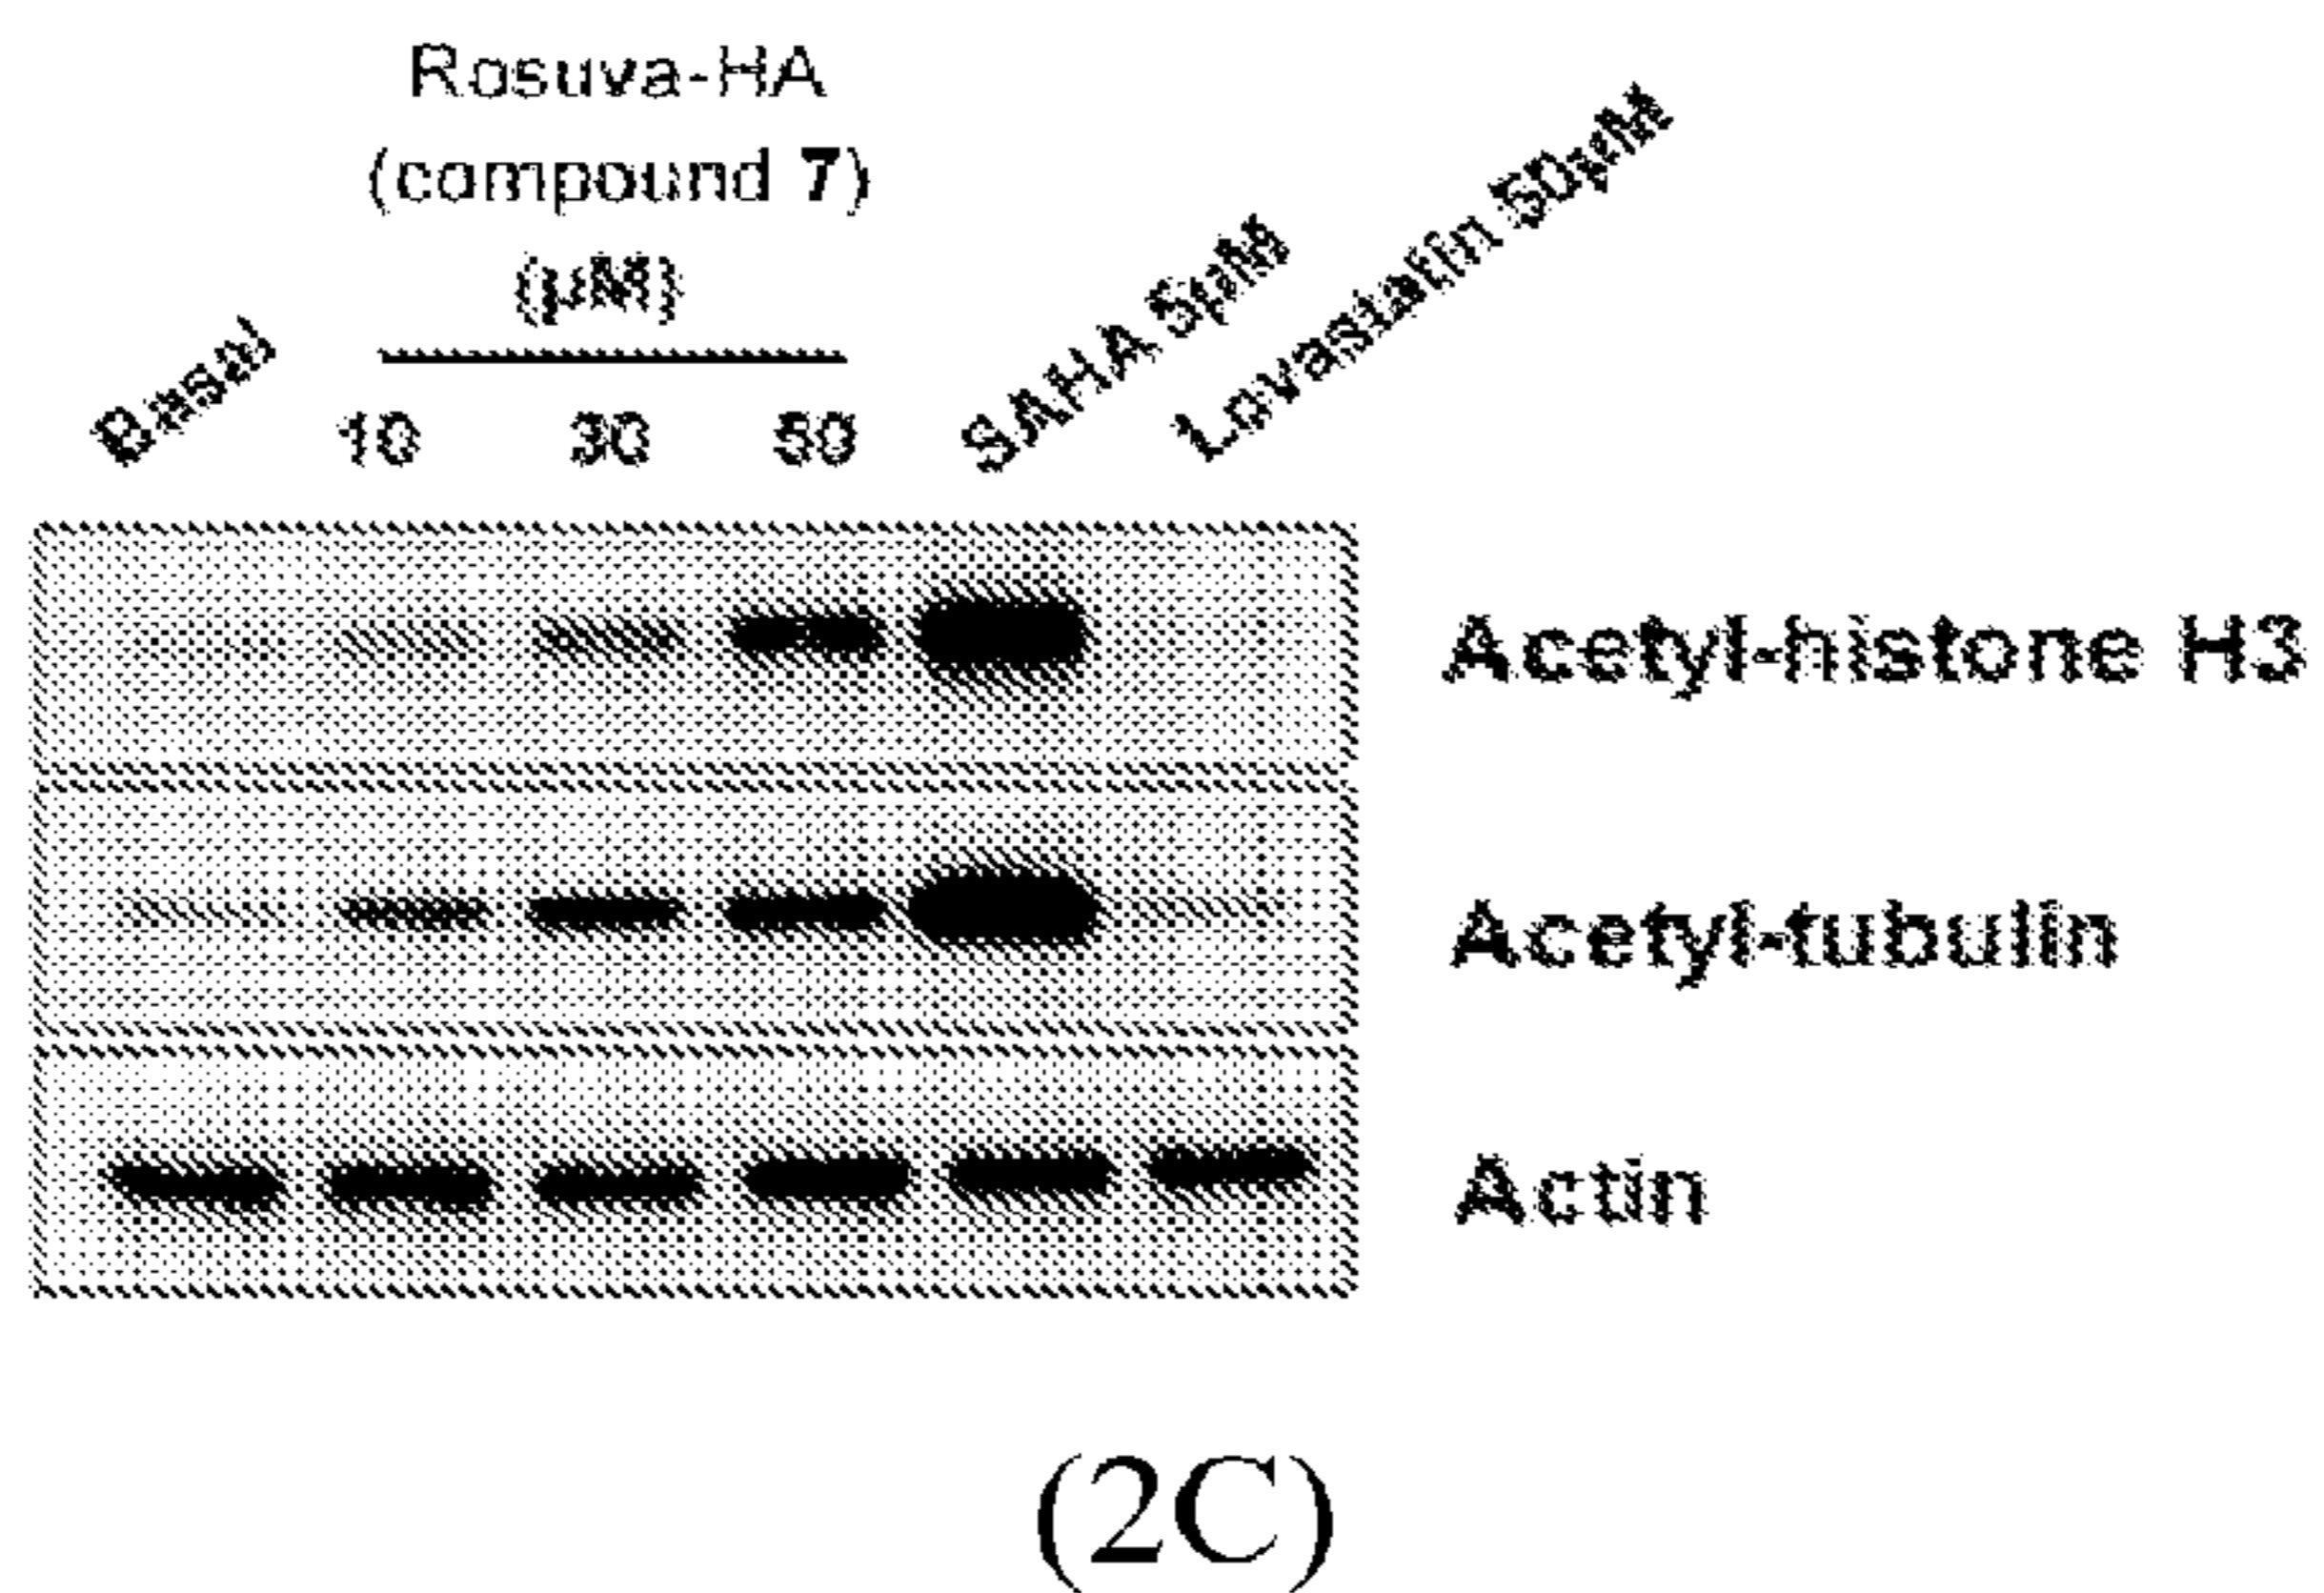 Rosuva-HA
(compound 7)
(µM)
Basal 10 30 50 SAHA 5µM Lovastatin 50µM
Acetyl-histone H3
Acetyl-tubulin
Actin
(2C)